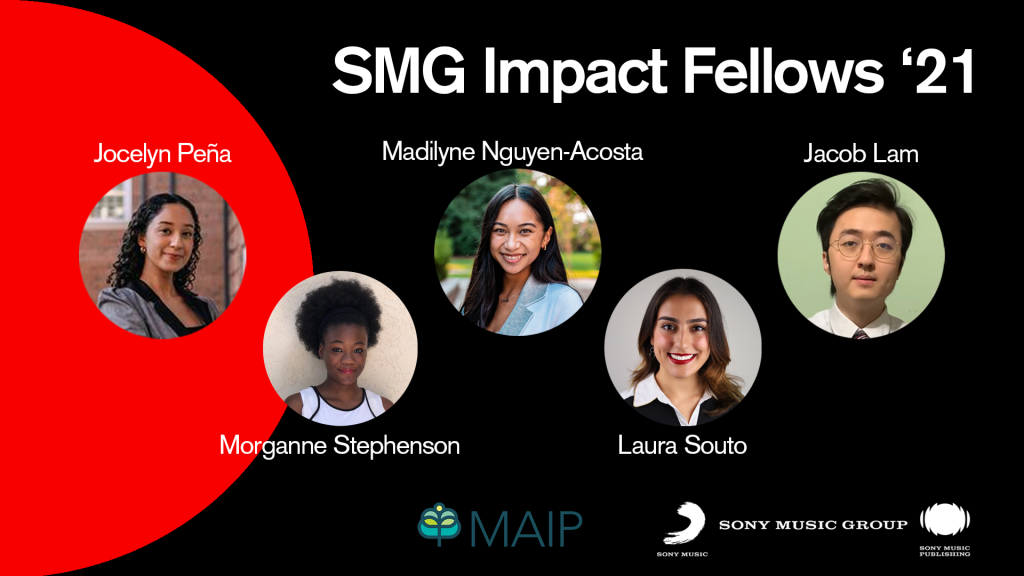 SMG Impact Fellows ‘21
Jocelyn Peña
Madilyne Nguyen-Acosta
Jacob Lam
Morganne Stephenson
Laura Souto
MAIP
SONY MUSIC
SONY MUSIC GROUP
SONY MUSIC
PUBLISHING